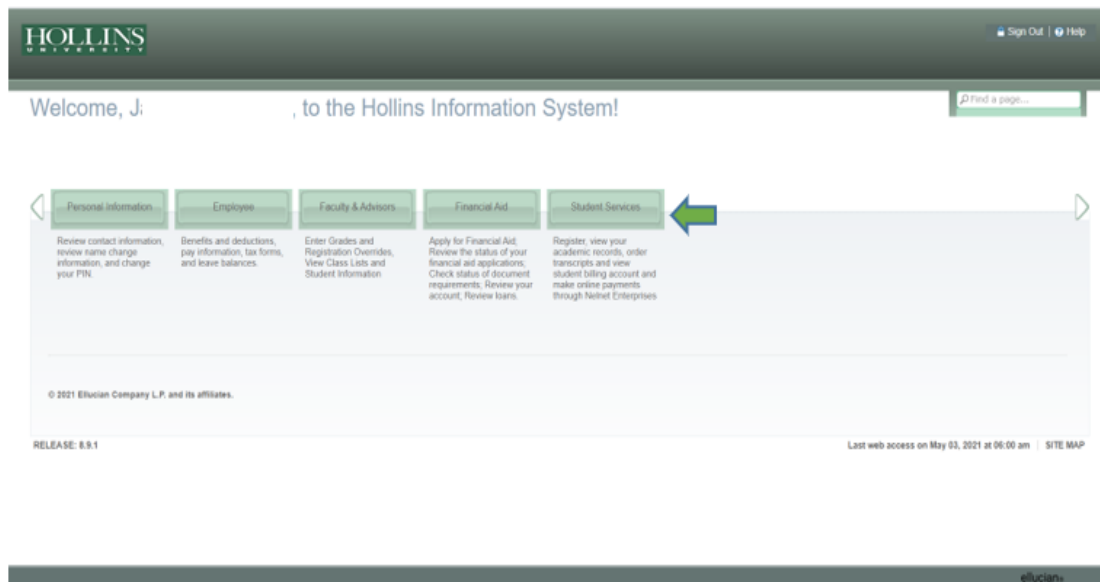 HOLLINS
UNIVERSITY
Sign Out | Help
Welcome, J , to the Hollins Information System!
Find a page...
Personal Information
Employee
Faculty & Advisors
Financial Aid
Student Services
Review contact information,
review name change
information, and change
your PIN.
Benefits and deductions,
pay information, tax forms,
and leave balances.
Enter Grades and
Registration Overrides,
View Class Lists and
Student Information
Apply for Financial Aid;
Review the status of your
financial aid applications;
Check status of document
requirements; Review your
account; Review loans.
Register, view your
academic records, order
transcripts and view
student billing account and
make online payments
through Nelnet Enterprises
© 2021 Ellucian Company L.P. and its affiliates.
RELEASE: 8.9.1
Last web access on May 03, 2021 at 06:00 am | SITE MAP
ellucian